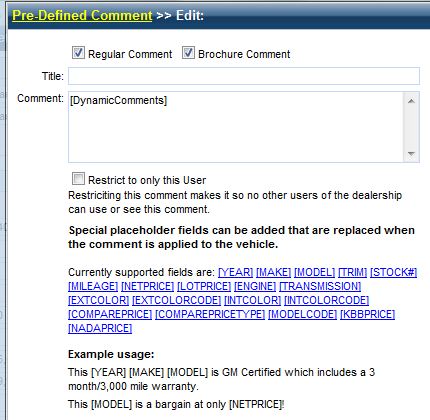 Pre-Defined Comment >> Edit:
Regular Comment Brochure Comment
Title:
Comment: [DynamicComments]
Restrict to only this User
Restriciting this comment makes it so no other users of the dealership
can use or see this comment.
Special placeholder fields can be added that are replaced when
the comment is applied to the vehicle.
Currently supported fields are: [YEAR] [MAKE] [MODEL] [TRIM] [STOCK#]
[MILEAGE] [NETPRICE] [LOTPRICE] [ENGINE] [TRANSMISSION]
[EXTCOLOR] [EXTCOLORCODE] [INTCOLOR] [INTCOLORCODE]
[COMPAREPRICE] [COMPAREPRICETYPE] [MODELCODE] [KBBPRICE]
[NADAPRICE]
Example usage:
This [YEAR] [MAKE] [MODEL] is GM Certified which includes a 3
month/3,000 mile warranty.
This [MODEL] is a bargain at only [NETPRICE]!